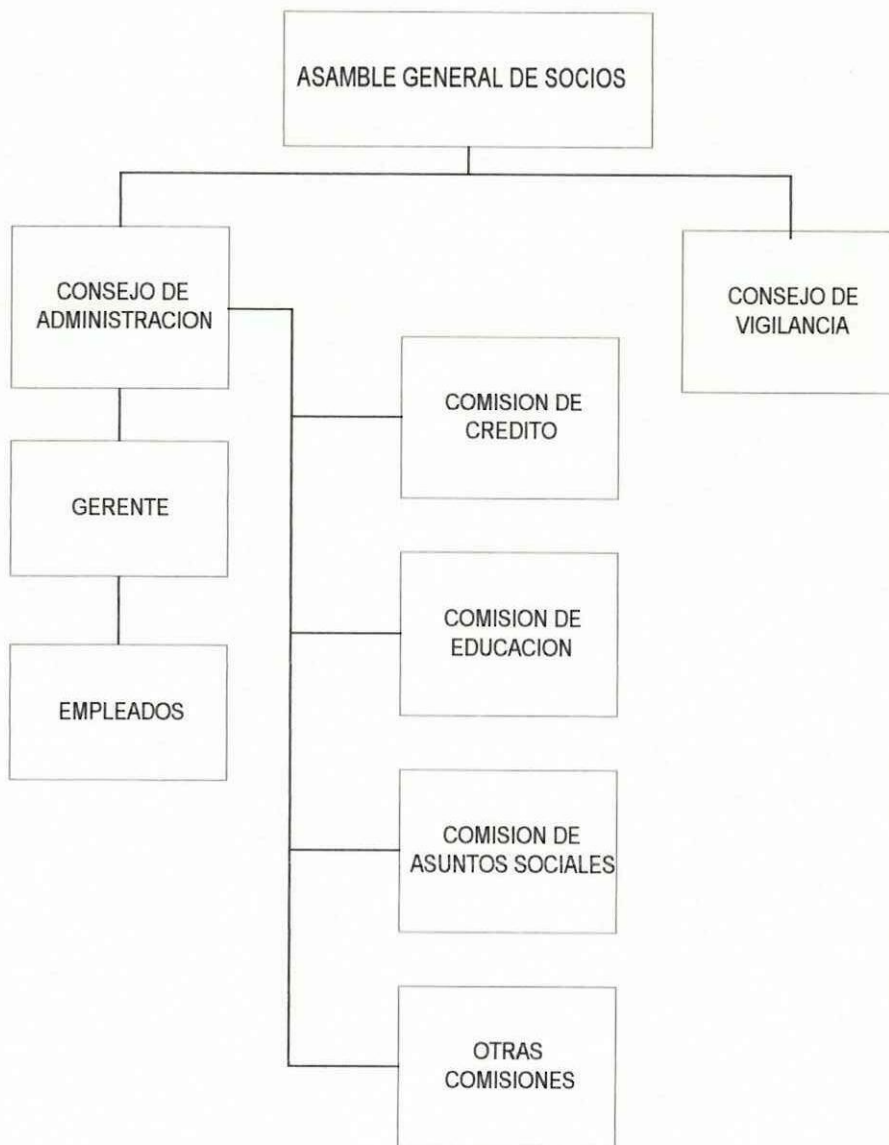 ASAMBLE GENERAL DE SOCIOS
CONSEJO DE
ADMINISTRACION
CONSEJO DE
VIGILANCIA
COMISION DE
CREDITO
GERENTE
COMISION DE
EDUCACION
EMPLEADOS
COMISION DE
ASUNTOS SOCIALES
OTRAS
COMISIONES